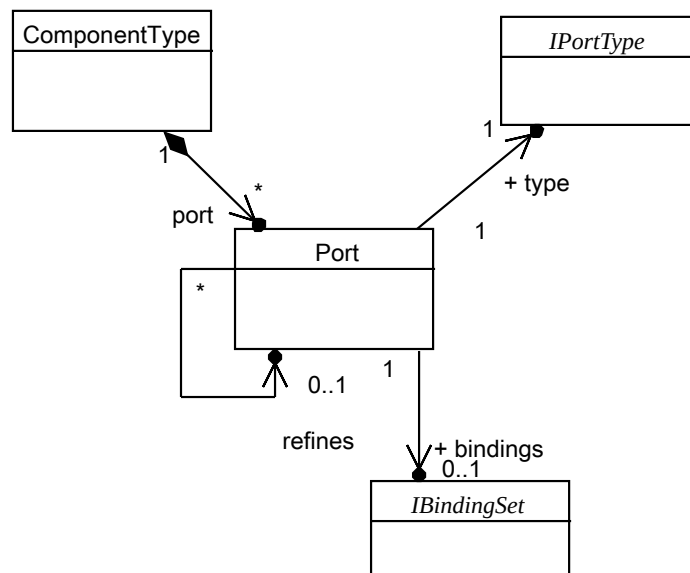 ComponentType
IPortType
1
1
*
+ type
port
1
Port
*
1
0..1
refines
+ bindings
0..1
IBindingSet